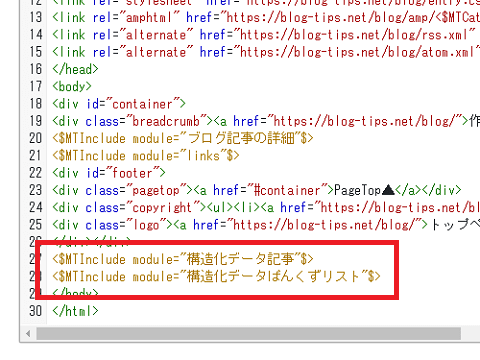 12 <link rel="stylesheet" href="https://blog-tips.net/blog/entry.cs
13 <link rel="amphtml" href="https://blog-tips.net/blog/amp/<$MTCat
14 <link rel="alternate" href="https://blog-tips.net/blog/rss.xml"
15 <link rel="alternate" href="https://blog-tips.net/blog/atom.xml"
16 </head>
17 <body>
18 <div id="container">
19 <div class="breadcrumb"><a href="https://blog-tips.net/blog/">作
20 <$MTInclude module="ブログ記事の詳細"$>
21 <$MTInclude module="links"$>
22 <div id="footer">
23 <div class="pagetop"><a href="#container">PageTop▲</a></div>
24 <div class="copyright"><ul><li><a href="https://blog-tips.net/bl
25 <div class="logo"><a href="https://blog-tips.net/blog/">トップペ
26 </div></div>
27 <$MTInclude module="構造化データ記事"$>
28 <$MTInclude module="構造化データぱんくずリスト"$>
29 </body>
30 </html>